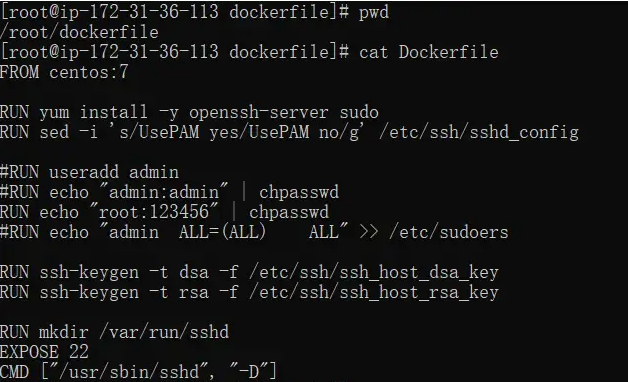 [root@ip-172-31-36-113 dockerfile]# pwd
/root/dockerfile
[root@ip-172-31-36-113 dockerfile]# cat Dockerfile
FROM centos:7
RUN yum install -y openssh-server sudo
RUN sed -i 's/UsePAM yes/UsePAM no/g' /etc/ssh/sshd_config
#RUN useradd admin
#RUN echo "admin:admin" | chpasswd
RUN echo "root:123456" | chpasswd
#RUN echo "admin  ALL=(ALL)    ALL" >> /etc/sudoers
RUN ssh-keygen -t dsa -f /etc/ssh/ssh_host_dsa_key
RUN ssh-keygen -t rsa -f /etc/ssh/ssh_host_rsa_key
RUN mkdir /var/run/sshd
EXPOSE 22
CMD ["/usr/sbin/sshd", "-D"]